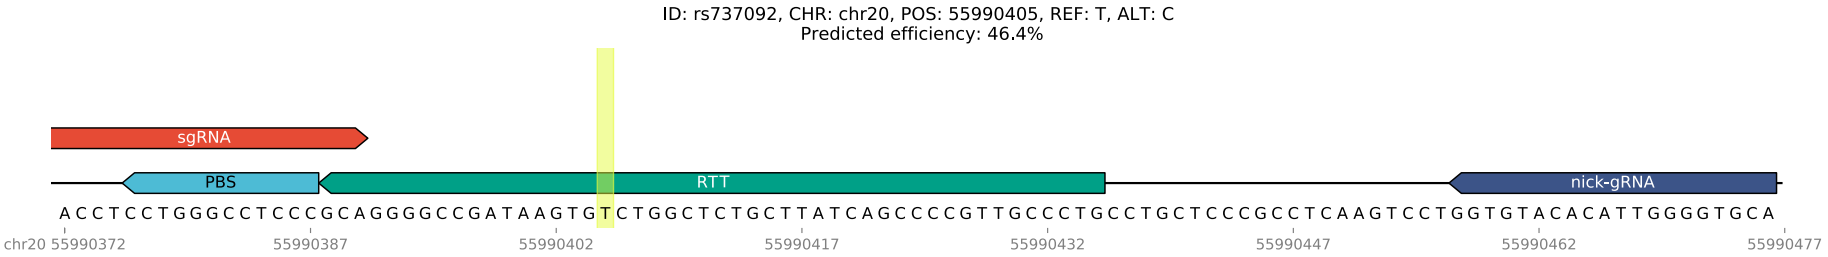 ID: rs737092, CHR: chr20, POS: 55990405, REF: T, ALT: C
Predicted efficiency: 46.4%
sgRNA
PBS RTT nick-gRNA
ACCTCCTGGGCCTCCCGCAGGGGCCGATAAGTGTCTGGCTCTGCTTATCAGCCCCGTTGCCCTGCCTGCTCCCGCCTCAAGTCCTGGTGTACACATTGGGGTGCA
chr20 55990372 55990387 55990402 55990417 55990432 55990447 55990462 55990477